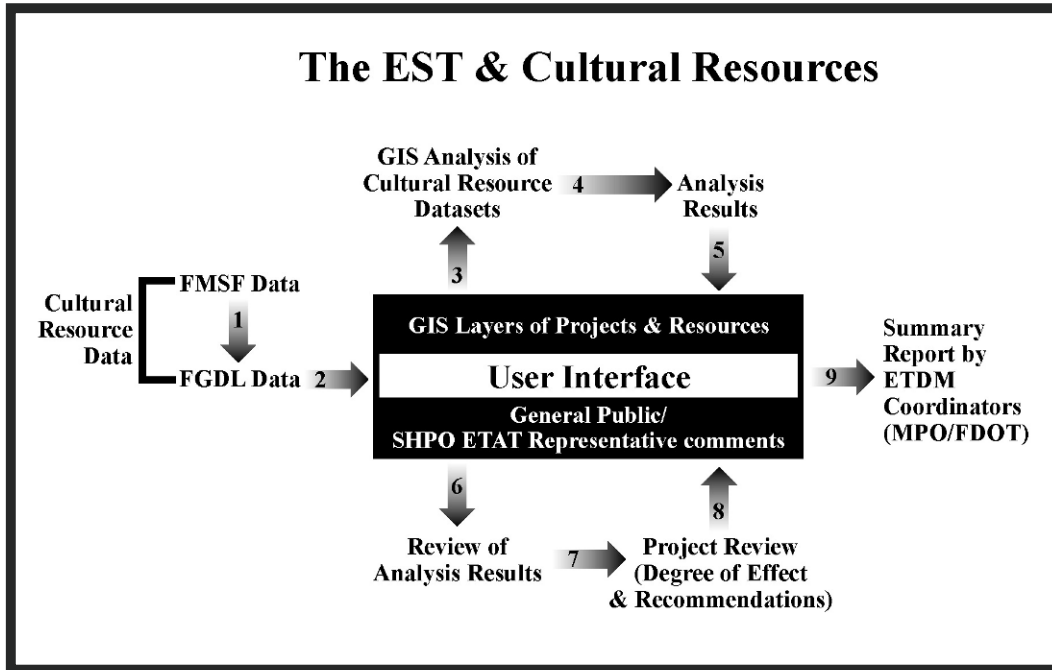 The EST & Cultural Resources
GIS Analysis of
Cultural Resource
Datasets
4
Analysis
Results
3
5
Cultural
Resource
Data
FMSF Data
1
FGDL Data
2
GIS Layers of Projects & Resources
User Interface
General Public/
SHPO ETAT Representative comments
9
Summary
Report by
ETDM
Coordinators
(MPO/FDOT)
6
8
Review of
Analysis Results
7
Project Review
(Degree of Effect
& Recommendations)